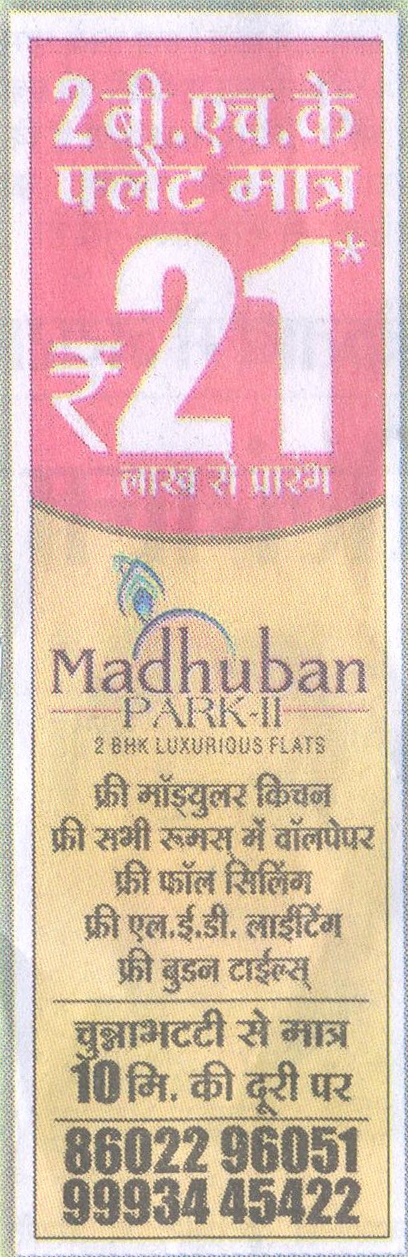 2 बी.एच.के
फ्लैट मात्र
₹21*
लाख से प्रारंभ
Madhuban
PARK-II
2 BHK LUXURIOUS FLATS
फ्री मॉड्युलर किचन
फ्री सभी रूमस् में वॉलपेपर
फ्री फॉल सिलिंग
फ्री एल.ई.डी. लाईटिंग
फ्री बुडन टाईल्स्
चुन्नाभटटी से मात्र
10 मि. की दूरी पर
86022 96051
99934 45422